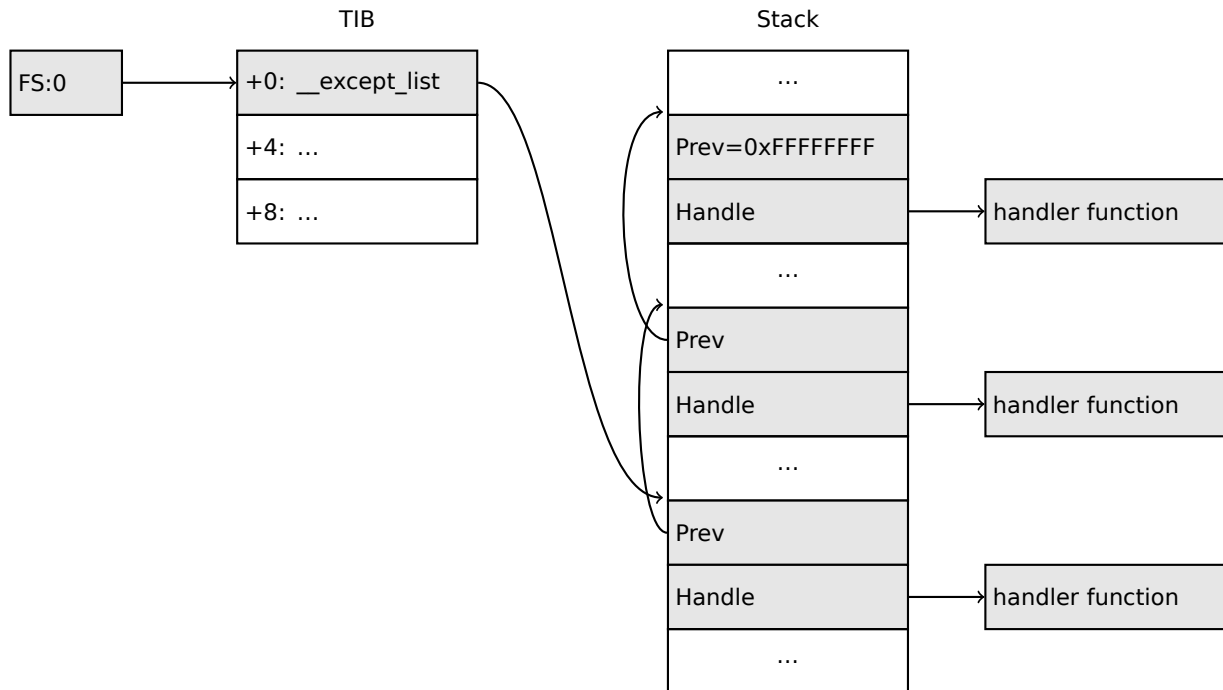 TIB
Stack
FS:0
+0: __except_list
+4: ...
+8: ...
...
Prev=0xFFFFFFFF
Handle
handler function
...
Prev
Handle
handler function
...
Prev
Handle
handler function
...